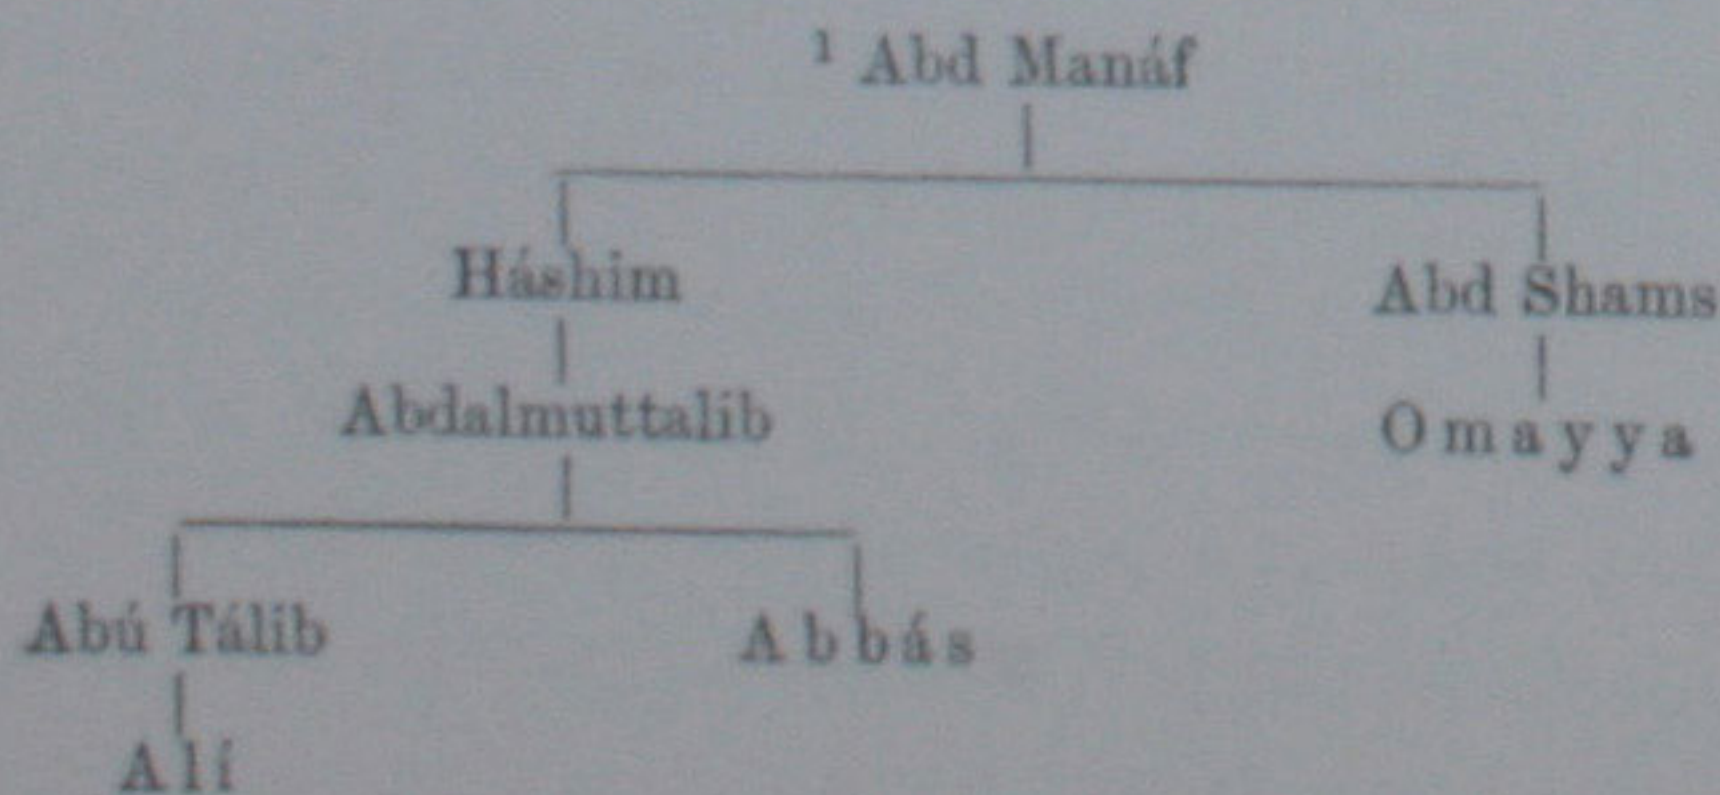 ¹ Abd Manáf
Háshim Abd Shams
Abdalmuttalib Omayya
Abú Tálib Abbás
Alí